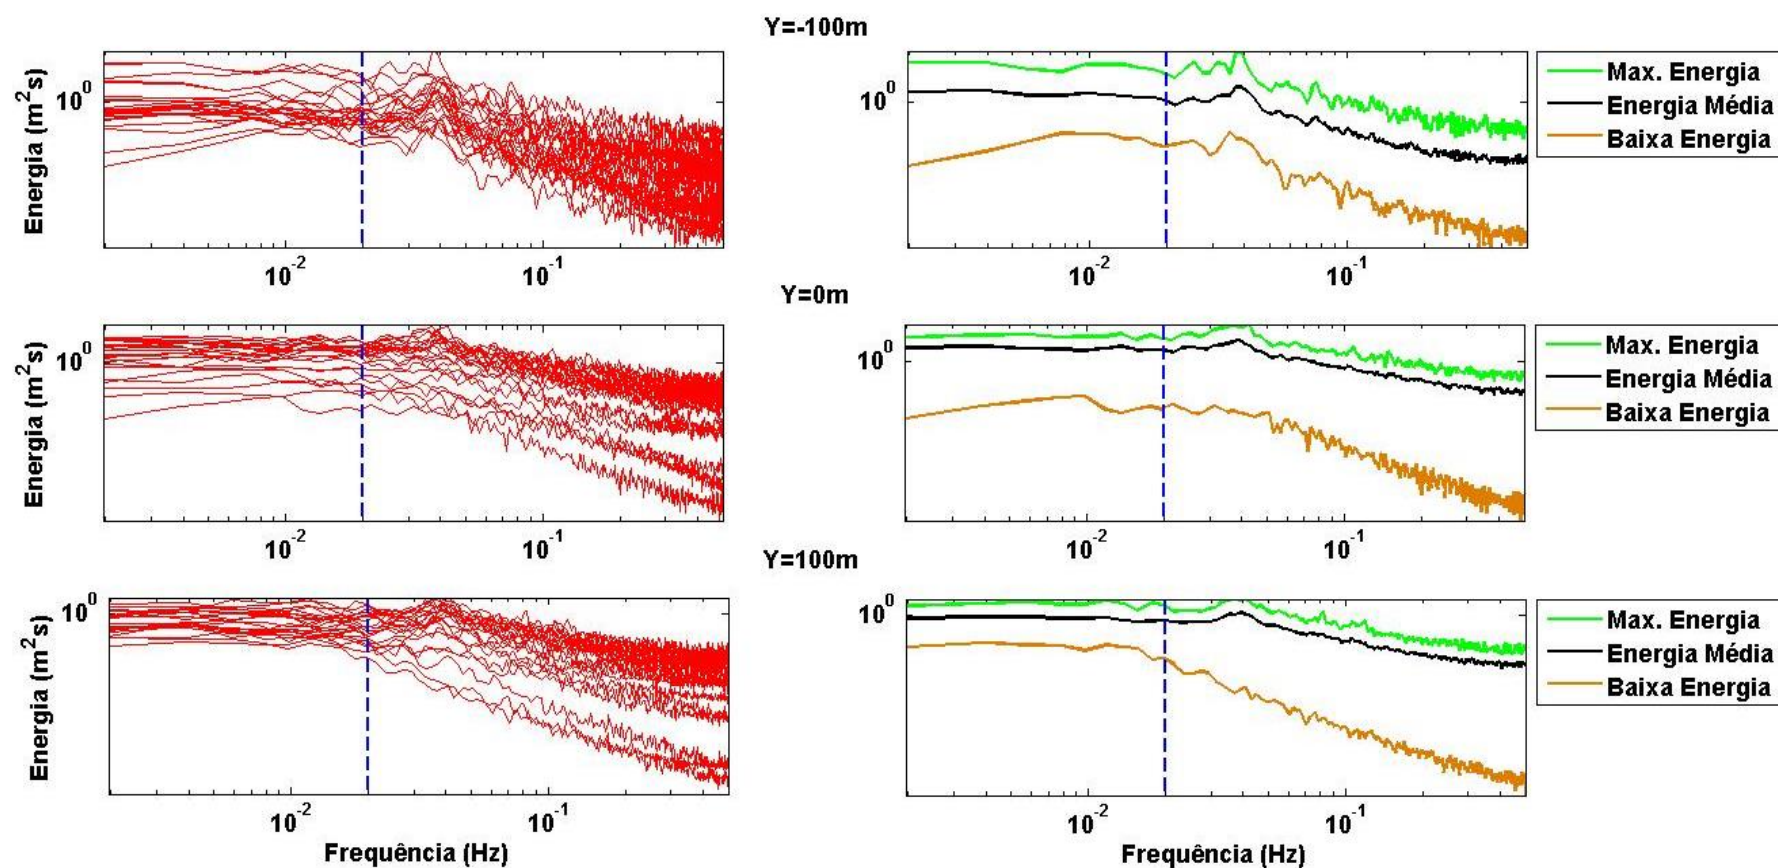 Y=-100m
Energia (m²s)
10⁰
10⁻²
10⁻¹
10⁰
10⁻²
10⁻¹
Max. Energia
Energia Média
Baixa Energia
Y=0m
Energia (m²s)
10⁰
10⁻²
10⁻¹
10⁰
10⁻²
10⁻¹
Max. Energia
Energia Média
Baixa Energia
Y=100m
Energia (m²s)
10⁰
10⁻²
10⁻¹
Frequência (Hz)
10⁰
10⁻²
10⁻¹
Frequência (Hz)
Max. Energia
Energia Média
Baixa Energia